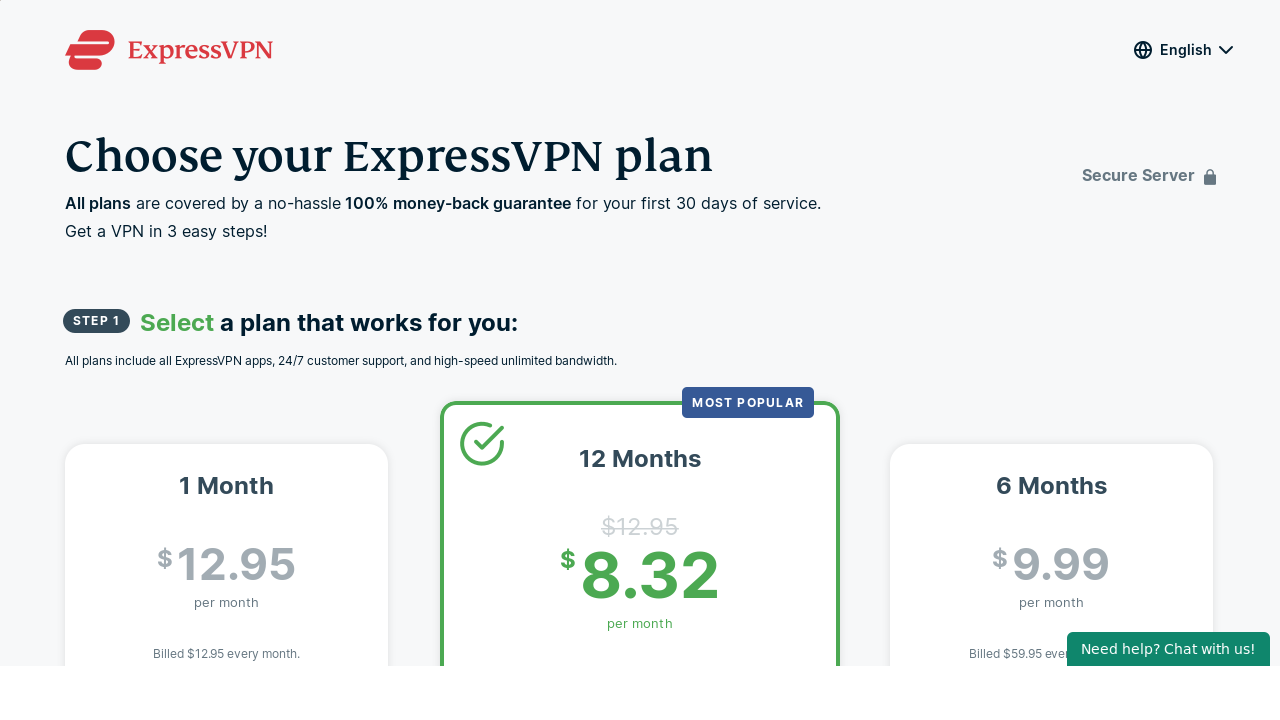 ExpressVPN
English
Choose your ExpressVPN plan
Secure Server
All plans are covered by a no-hassle 100% money-back guarantee for your first 30 days of service.
Get a VPN in 3 easy steps!
STEP 1 Select a plan that works for you:
All plans include all ExpressVPN apps, 24/7 customer support, and high-speed unlimited bandwidth.
1 Month
$12.95
per month
Billed $12.95 every month.
MOST POPULAR
12 Months
$12.95
$8.32
per month
6 Months
$9.99
per month
Billed $59.95
Need help? Chat with us!